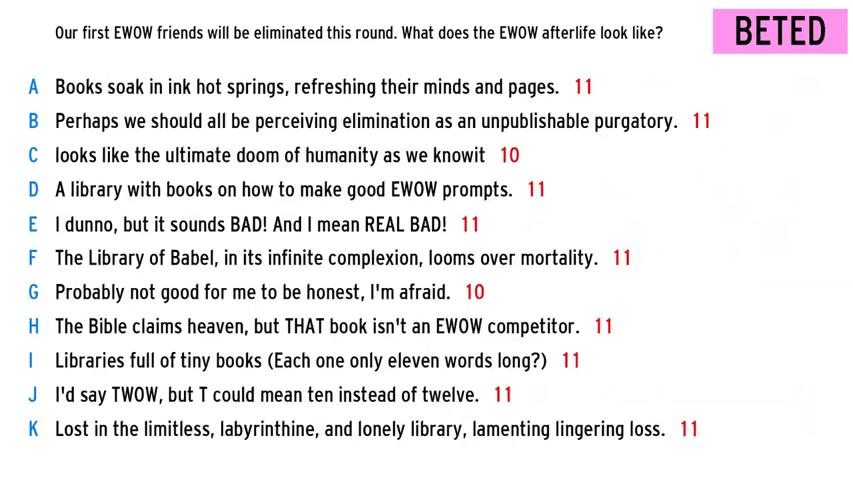 Our first EWOW friends will be eliminated this round. What does the EWOW afterlife look like?
BETED
A Books soak in ink hot springs, refreshing their minds and pages. 11
B Perhaps we should all be perceiving elimination as an unpublishable purgatory. 11
C looks like the ultimate doom of humanity as we knowit 10
D A library with books on how to make good EWOW prompts. 11
E I dunno, but it sounds BAD! And I mean REAL BAD! 11
F The Library of Babel, in its infinite complexion, looms over mortality. 11
G Probably not good for me to be honest, I'm afraid. 10
H The Bible claims heaven, but THAT book isn't an EWOW competitor. 11
I Libraries full of tiny books (Each one only eleven words long?) 11
J I'd say TWOW, but T could mean ten instead of twelve. 11
K Lost in the limitless, labyrinthine, and lonely library, lamenting lingering loss. 11